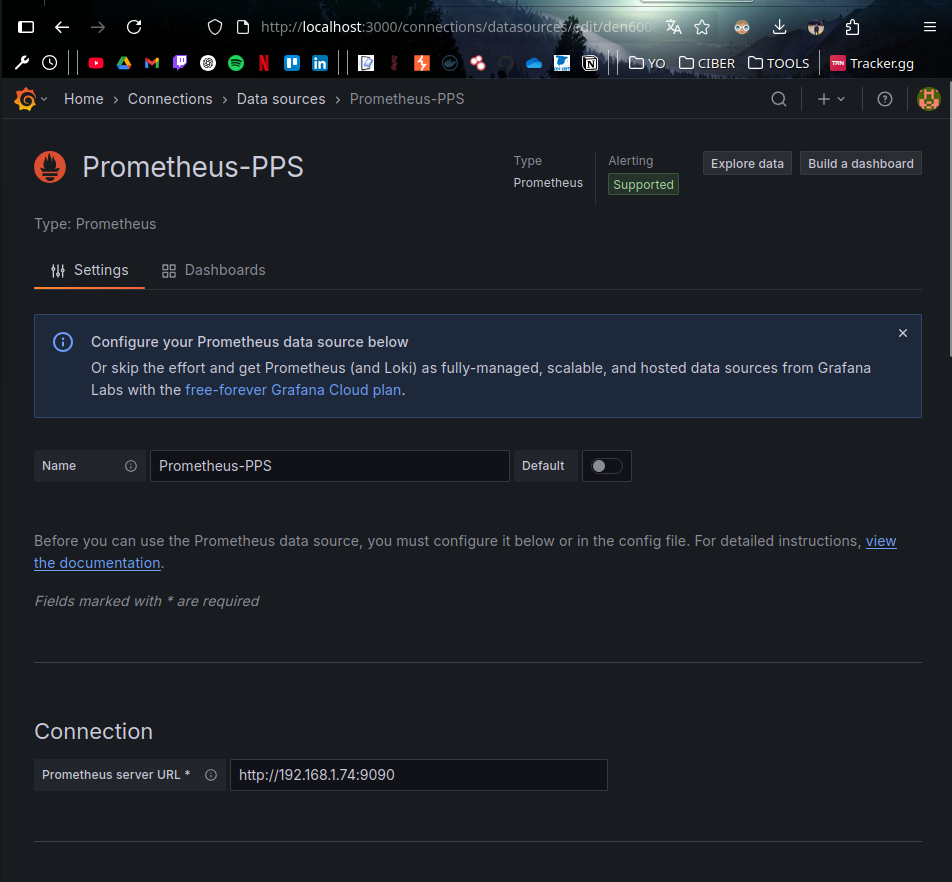 http://localhost:3000/connections/datasources/edit/den600
YO
CIBER
TOOLS
TRN Tracker.gg
Home › Connections › Data sources › Prometheus-PPS
Prometheus-PPS
Type
Prometheus
Alerting
Supported
Explore data
Build a dashboard
Type: Prometheus
Settings
Dashboards
Configure your Prometheus data source below
Or skip the effort and get Prometheus (and Loki) as fully-managed, scalable, and hosted data sources from Grafana
Labs with the free-forever Grafana Cloud plan.
Name
Prometheus-PPS
Default
Before you can use the Prometheus data source, you must configure it below or in the config file. For detailed instructions, view
the documentation.
Fields marked with * are required
Connection
Prometheus server URL *
http://192.168.1.74:9090